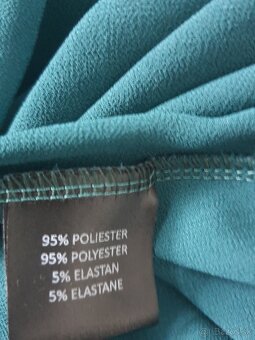 95% POLIESTER
95% POLYESTER
5% ELASTAN
5% ELASTANE